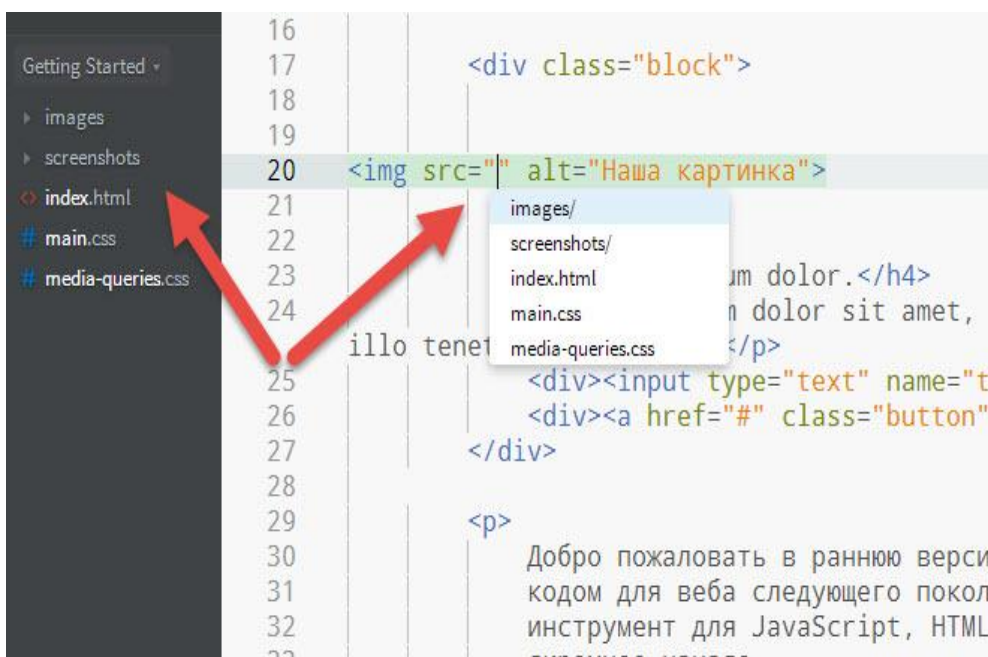 Getting Started
images
screenshots
index.html
main.css
media-queries.css
16
17 <div class="block">
18
19
20 <img src="" alt="Наша картинка">
images/
screenshots/
index.html
main.css
media-queries.css
21
22
23 dolor.</h4>
24 dolor sit amet,
illo </p>
25 <div><input type="text" name="t
26 <div><a href="#" class="button"
27 </div>
28
29 <p>
30 Добро пожаловать в раннюю верси
31 кодом для веба следующего покол
32 инструмент для JavaScript, HTML